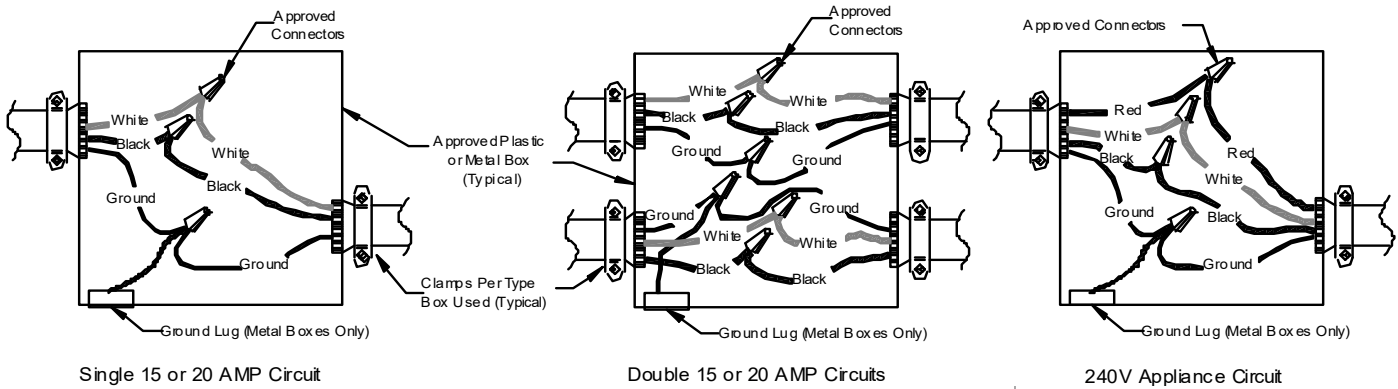 Approved
Connectors
White
Black
White
Black
Ground
Ground
Ground Lug (Metal Boxes Only)
Single 15 or 20 AMP Circuit
Approved Plastic
or Metal Box
(Typical)
Clamps Per Type
Box Used (Typical)
Approved
Connectors
White
White
Black
Black
Ground
Ground
Ground
Ground
White
White
Black
Black
Ground Lug (Metal Boxes Only)
Double 15 or 20 AMP Circuits
Approved Connectors
Red
White
Black
Red
White
Ground
Black
Ground
Ground Lug (Metal Boxes Only)
240V Appliance Circuit